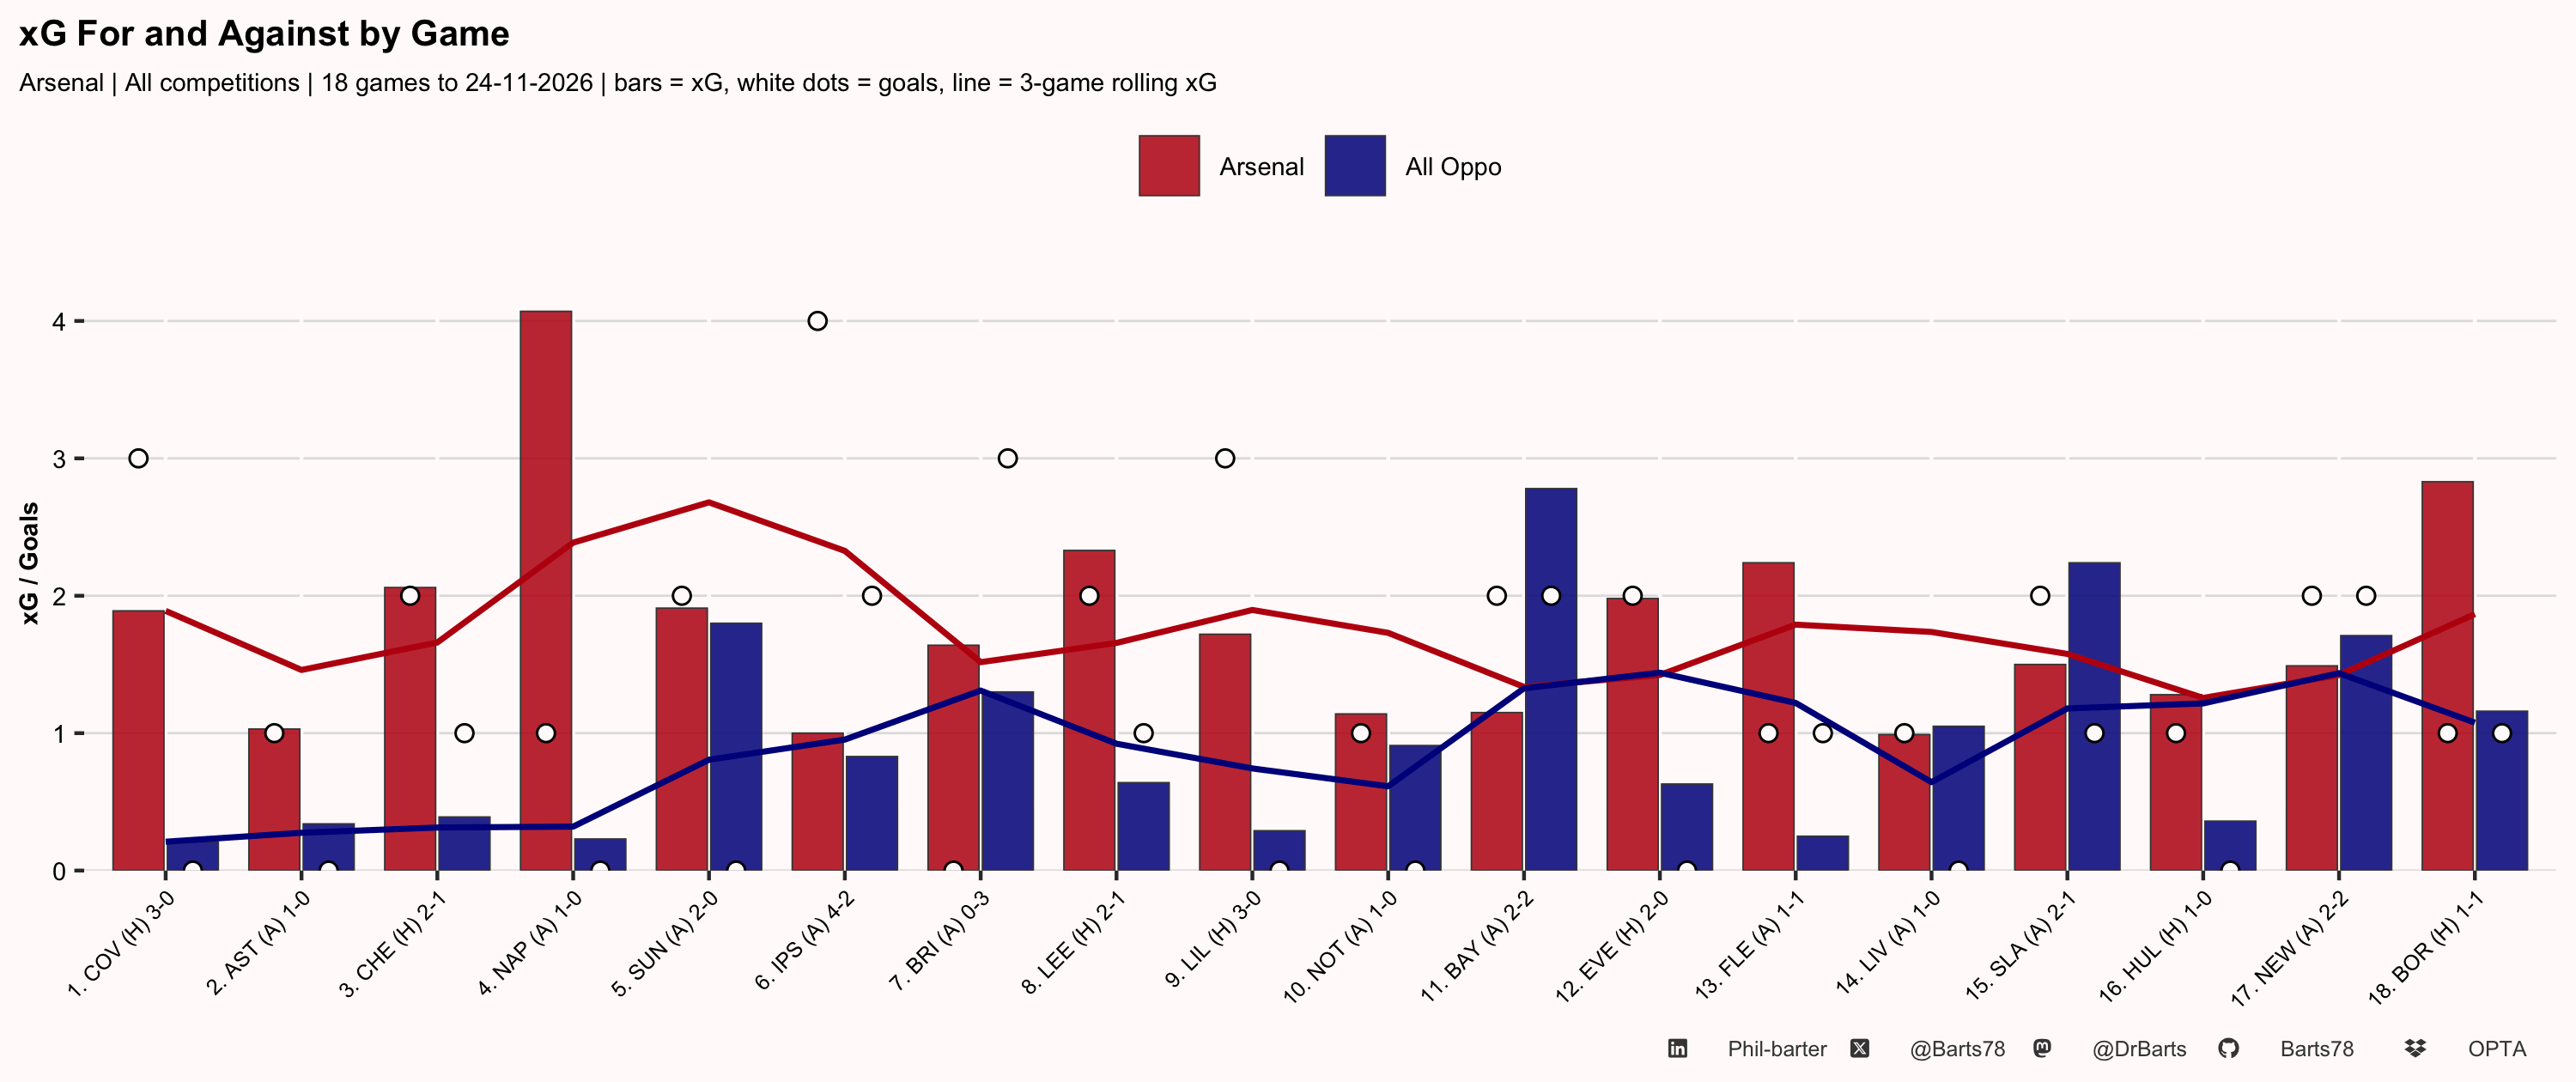 xG For and Against by Game
Arsenal | All competitions | 18 games to 24-11-2026 | bars = xG, white dots = goals, line = 3-game rolling xG
Arsenal All Oppo
xG / Goals
4
3
2
1
0
1. COV (H) 3-0
2. AST (A) 1-0
3. CHE (H) 2-1
4. NAP (A) 1-0
5. SUN (A) 2-0
6. IPS (A) 4-2
7. BRI (A) 0-3
8. LEE (H) 2-1
9. LIL (H) 3-0
10. NOT (A) 1-0
11. BAY (A) 2-2
12. EVE (H) 2-0
13. FLE (A) 1-1
14. LIV (A) 1-0
15. SLA (A) 2-1
16. HUL (H) 1-0
17. NEW (A) 2-2
18. BOR (H) 1-1
Phil-barter @Barts78 @DrBarts Barts78 OPTA